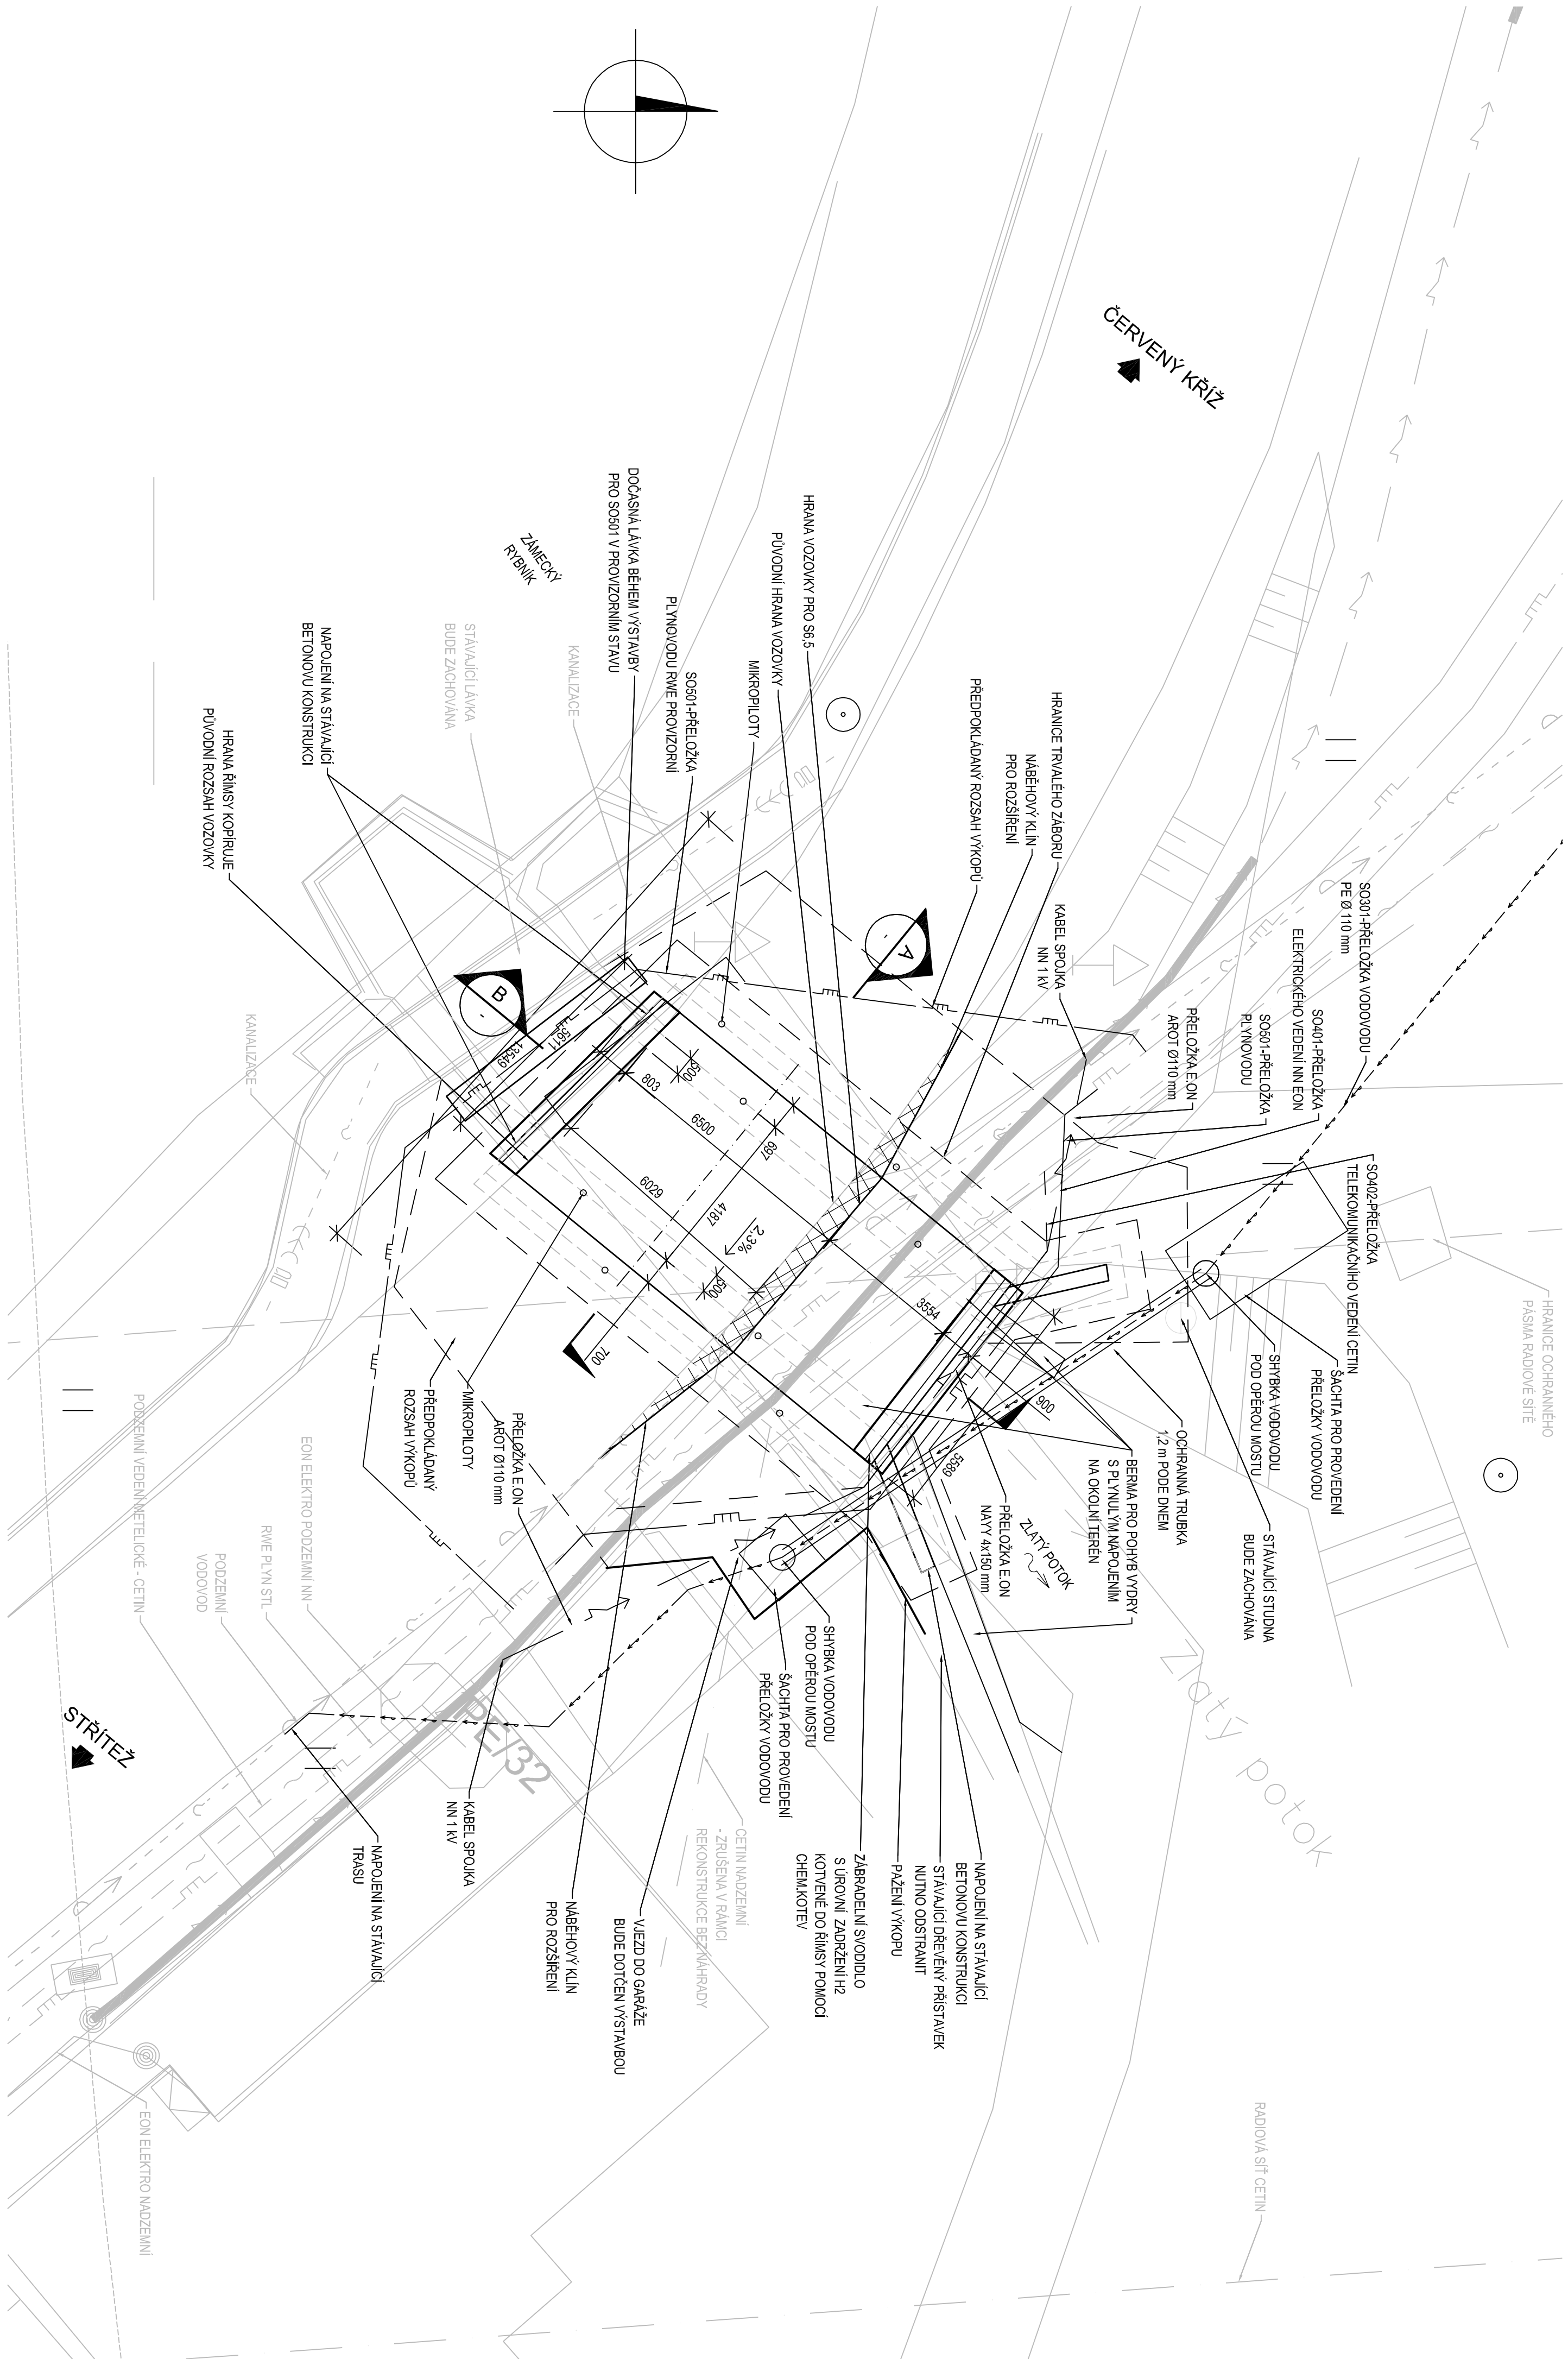 ČERVENÝ KŘÍŽ
ZÁMECKÝ
RYBNÍK
DOČASNÁ LÁVKA BĚHEM VÝSTAVBY
PRO SO501 V PROVIZORNÍM STAVU
HRANA VOZOVKY PRO S6,5
PŮVODNÍ HRANA VOZOVKY
MIKROPILOTY
SO501-PŘELOŽKA
PLYNOVODU RWE PROVIZORNÍ
KANALIZACE
STÁVAJÍCÍ LÁVKA
BUDE ZACHOVÁNA
NAPOJENÍ NA STÁVAJÍCÍ
BETONOVU KONSTRUKCI
HRANA ŘÍMSY KOPÍRUJE
PŮVODNÍ ROZSAH VOZOVKY
PŘEDPOKLÁDANÝ ROZSAH VÝKOPŮ
HRANICE TRVALÉHO ZÁBORU
NÁBĚHOVÝ KLÍN
PRO ROZŠÍŘENÍ
KABEL SPOJKA
NN 1 kV
SO301-PŘELOŽKA VODOVODU
PE Ø 110 mm
SO401-PŘELOŽKA
ELEKTRICKÉHO VEDENÍ NN EON
SO501-PŘELOŽKA
PLYNOVODU
PŘELOŽKA E.ON
AROT Ø110 mm
SO402-PŘELOŽKA
TELEKOMUNIKAČNÍHO VEDENÍ CETIN
HRANICE OCHRANNÉHO
PÁSMA RADIOVÉ SÍTĚ
ŠACHTA PRO PROVEDENÍ
PŘELOŽKY VODOVODU
SHYBKA VODOVODU
POD OPĚROU MOSTU
STÁVAJÍCÍ STUDNA
BUDE ZACHOVÁNA
OCHRANNÁ TRUBKA
1,2 m PODE DNEM
BERMA PRO POHYB VYDRY
S PLYNULÝM NAPOJENÍM
NA OKOLNÍ TERÉN
ZLATÝ POTOK
PŘELOŽKA E.ON
NAYY 4x150 mm
A
-
B
-
KANALIZACE
5611
13549
803
500
6500
697
6029
4187
2,3%
500
700
3554
900
5589
PŘEDPOKLÁDANÝ
ROZSAH VÝKOPŮ
MIKROPILOTY
PŘELOŽKA E.ON
AROT Ø110 mm
PODZEMNÍ VEDENÍ NETELICKÉ - CETIN
PODZEMNÍ
VODOVOD
RWE PLYN STL
EON ELEKTRO PODZEMNÍ NN
STŘÍTEŽ
PE/32
Zlatý potok
SHYBKA VODOVODU
POD OPĚROU MOSTU
ŠACHTA PRO PROVEDENÍ
PŘELOŽKY VODOVODU
KABEL SPOJKA
NN 1 kV
NAPOJENÍ NA STÁVAJÍCÍ
TRASU
NÁBĚHOVÝ KLÍN
PRO ROZŠÍŘENÍ
VJEZD DO GARÁŽE
BUDE DOTČEN VÝSTAVBOU
CETIN NADZEMNÍ
- ZRUŠENA V RÁMCI
REKONSTRUKCE BEZ NÁHRADY
ZÁBRADELNÍ SVODIDLO
S ÚROVNÍ ZADRŽENÍ H2
KOTVENÉ DO ŘÍMSY POMOCÍ
CHEM.KOTEV
PAŽENÍ VÝKOPU
STÁVAJÍCÍ DŘEVĚNÝ PŘÍSTAVEK
NUTNO ODSTRANIT
NAPOJENÍ NA STÁVAJÍCÍ
BETONOVU KONSTRUKCI
EON ELEKTRO NADZEMNÍ
RADIOVÁ SÍŤ CETIN